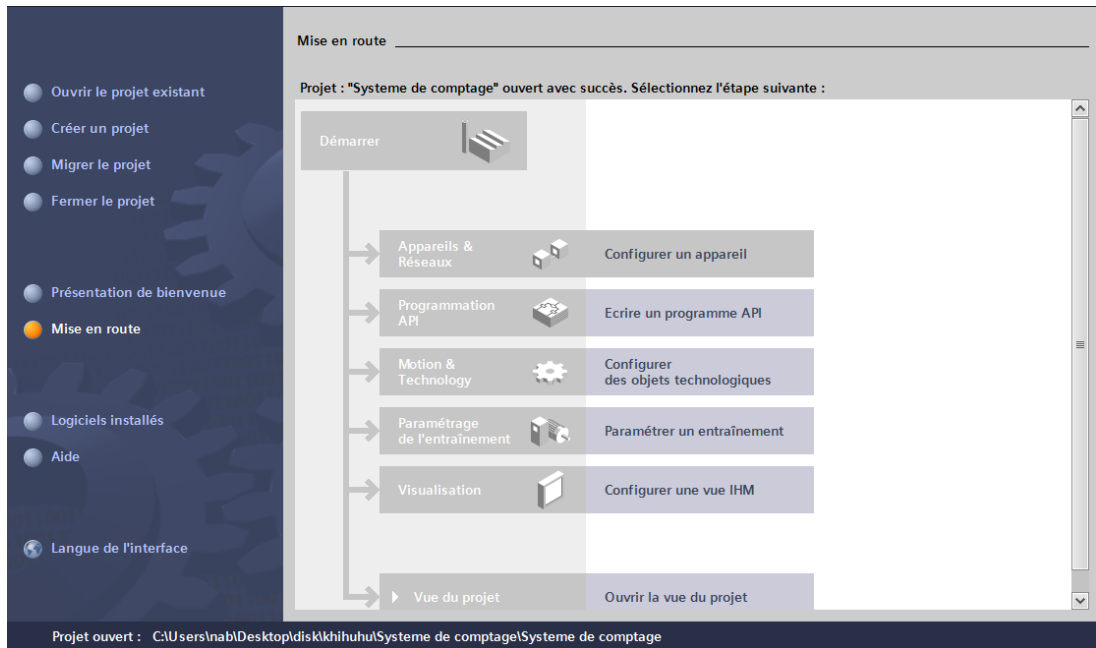 Ouvrir le projet existant
Créer un projet
Migrer le projet
Fermer le projet
Présentation de bienvenue
Mise en route
Logiciels installés
Aide
Langue de l'interface
Mise en route
Projet : "Systeme de comptage" ouvert avec succès. Sélectionnez l'étape suivante :
Démarrer
Appareils &
Réseaux
Configurer un appareil
Programmation
API
Ecrire un programme API
Motion &
Technology
Configurer
des objets technologiques
Paramétrage
de l'entraînement
Paramétrer un entraînement
Visualisation
Configurer une vue IHM
Vue du projet
Ouvrir la vue du projet
Projet ouvert : C:\Users\nab\Desktop\disk\khihuhu\Systeme de comptage\Systeme de comptage